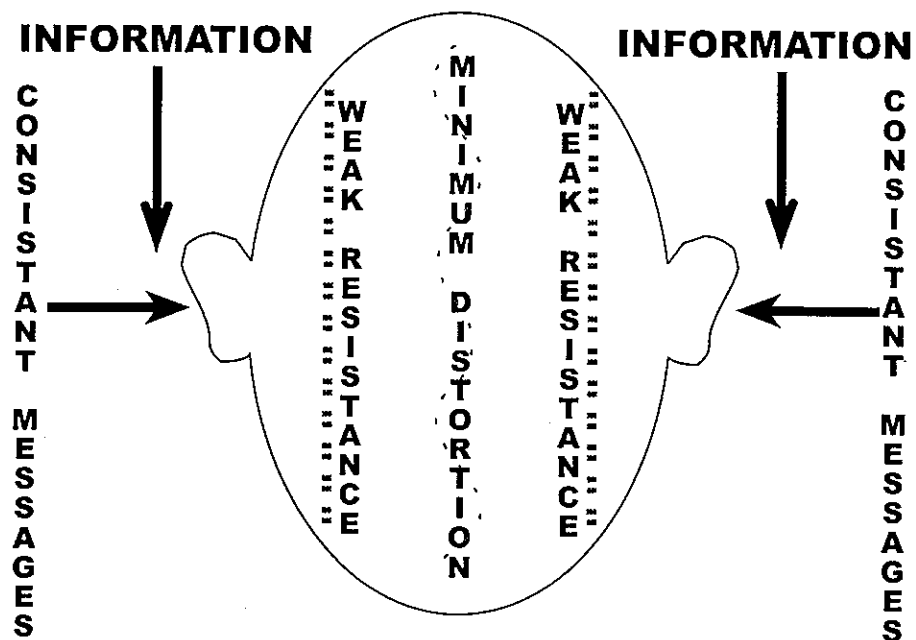 INFORMATION
INFORMATION
CONSISTANT MESSAGES
WEAK RESISTANCE
MINIMUM DISTORTION
WEAK RESISTANCE
CONSISTANT MESSAGES